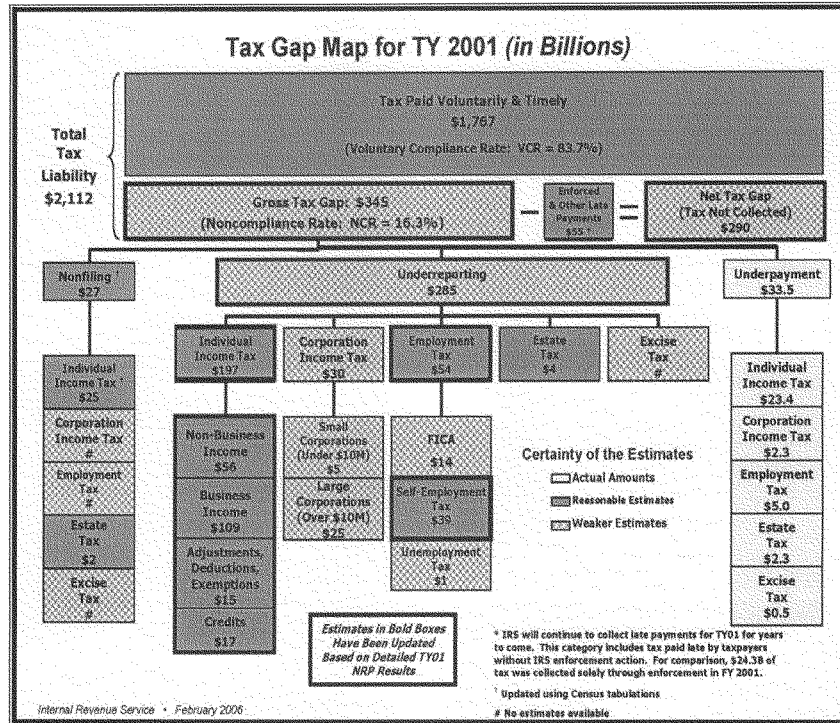 Tax Gap Map for TY 2001 (in Billions)
Total
Tax
Liability
$2,112
Tax Paid Voluntarily & Timely
$1,767
(Voluntary Compliance Rate: VCR = 83.7%)
Gross Tax Gap: $345
(Noncompliance Rate: NCR = 16.3%)
Enforced
& Other Late
Payments
$55
Net Tax Gap
(Tax Not Collected)
$290
Nonfiling †
$27
Underreporting
$285
Underpayment
$33.5
Individual
Income Tax †
$25
Corporation
Income Tax
#
Employment
Tax
#
Estate
Tax
$2
Excise
Tax
#
Individual
Income Tax
$197
Non-Business
Income
$56
Business
Income
$109
Adjustments,
Deductions,
Exemptions
$15
Credits
$17
Corporation
Income Tax
$30
Small
Corporations
(Under $10M)
$5
Large
Corporations
(Over $10M)
$25
Employment
Tax
$54
FICA
$14
Self-Employment
Tax
$39
Unemployment
Tax
$1
Estate
Tax
$4
Excise
Tax
#
Individual
Income Tax
$23.4
Corporation
Income Tax
$2.3
Employment
Tax
$5.0
Estate
Tax
$2.3
Excise
Tax
$0.5
Certainty of the Estimates
Actual Amounts
Reasonable Estimates
Weaker Estimates
Estimates in Bold Boxes
Have Been Updated
Based on Detailed TY01
NRP Results
* IRS will continue to collect late payments for TY01 for years
to come. This category includes tax paid late by taxpayers
without IRS enforcement action. For comparison, $24.3B of
tax was collected solely through enforcement in FY 2001.
† Updated using Census tabulations
# No estimates available
Internal Revenue Service • February 2006